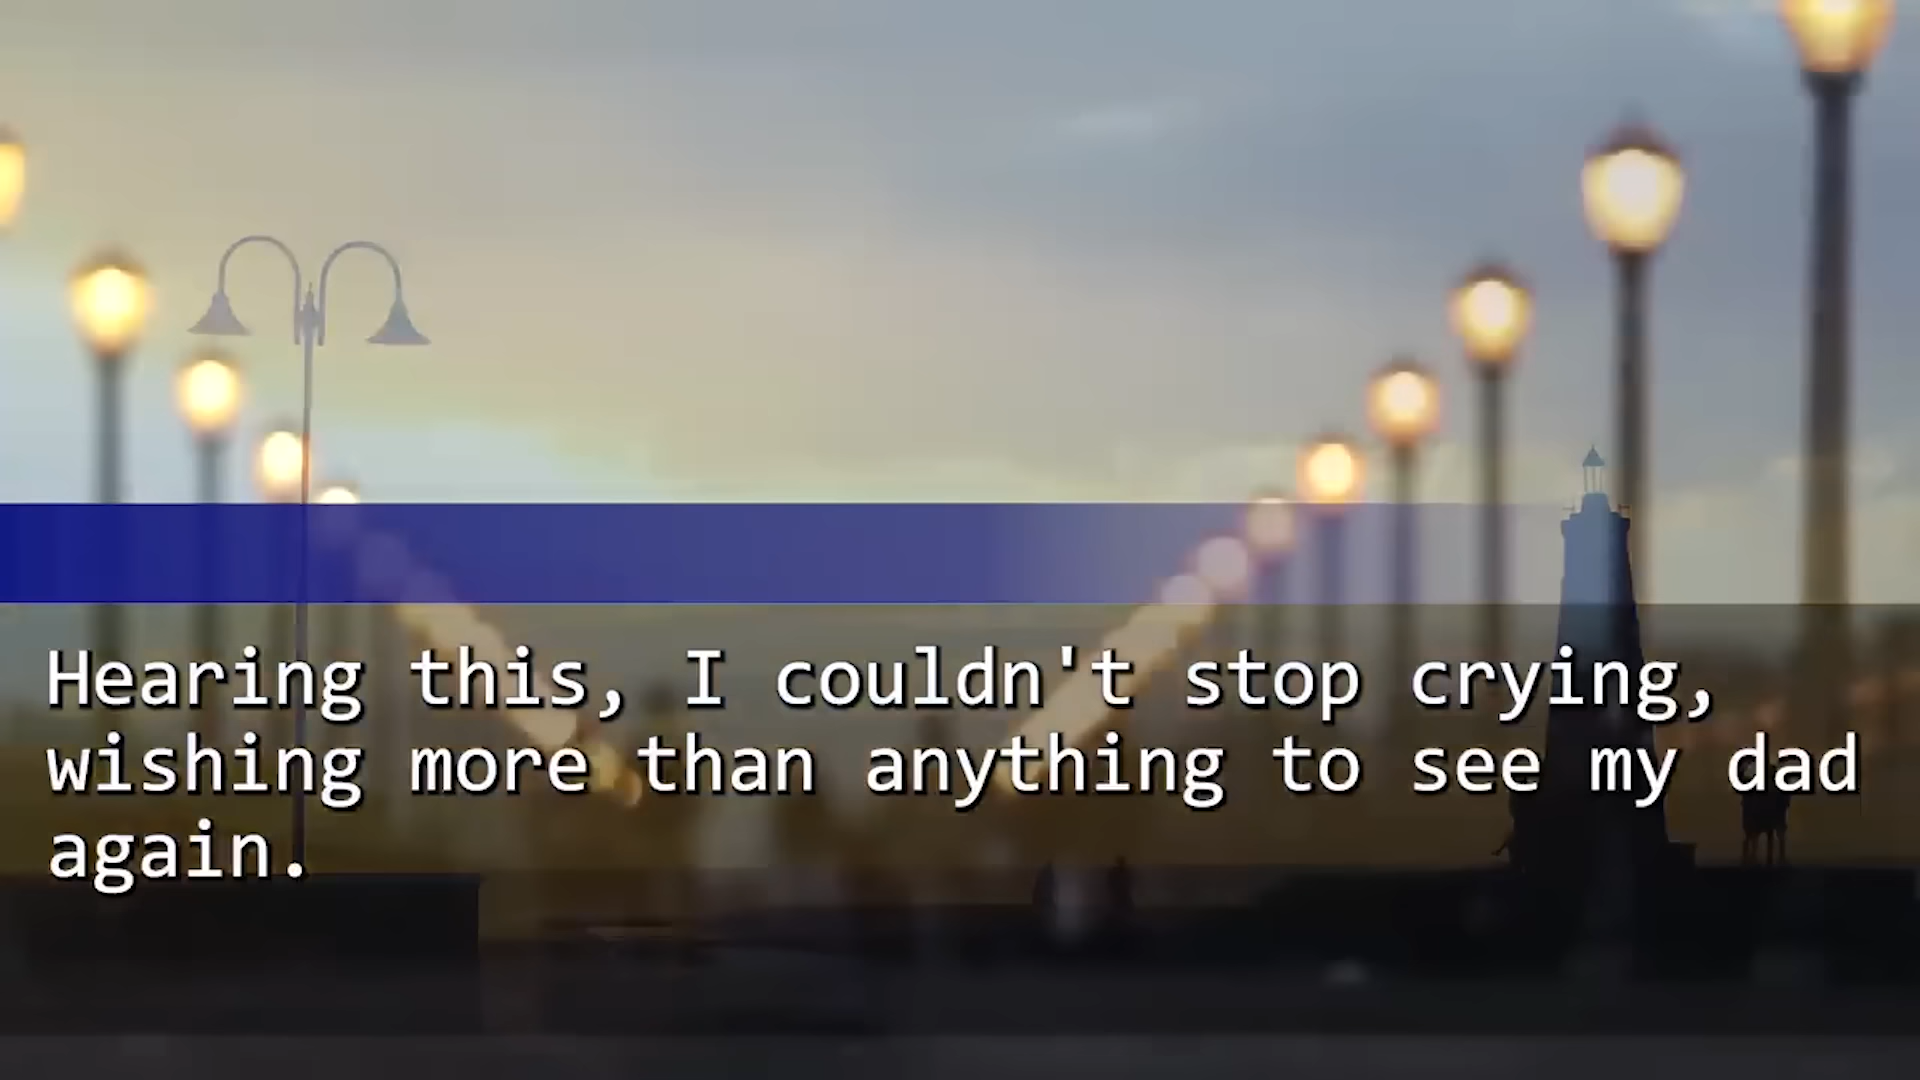 Hearing this, I couldn't stop crying,
wishing more than anything to see my dad
again.